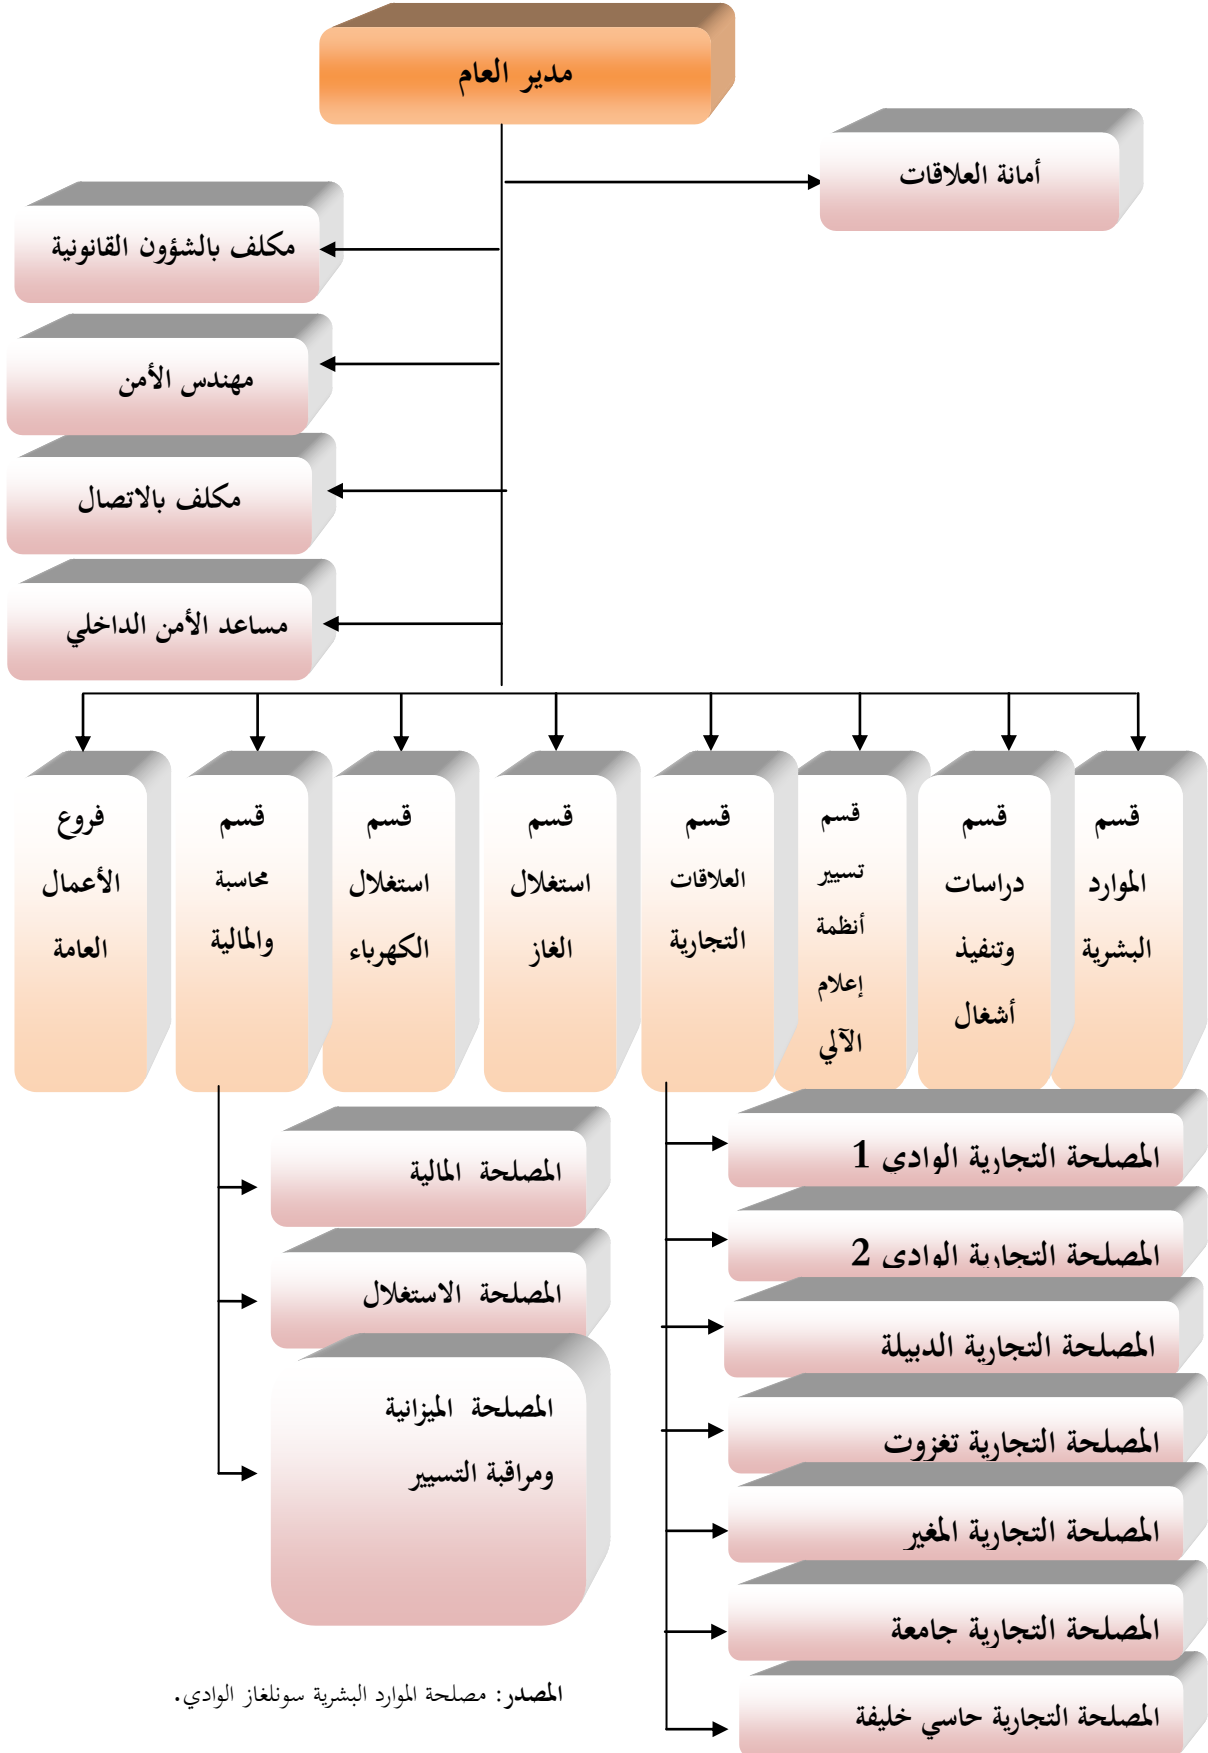 مدير العام
أمانة العلاقات
مكلف بالشؤون القانونية
مهندس الأمن
مكلف بالاتصال
مساعد الأمن الداخلي
قسم
الموارد
البشرية
قسم
دراسات
وتنفيذ
أشغال
قسم
تسيير
أنظمة
إعلام
الآلي
قسم
العلاقات
التجارية
قسم
استغلال
الغاز
قسم
استغلال
الكهرباء
قسم
محاسبة
والمالية
فروع
الأعمال
العامة
المصلحة التجارية الوادي 1
المصلحة التجارية الوادي 2
المصلحة التجارية الدبيلة
المصلحة التجارية تغزوت
المصلحة التجارية المغير
المصلحة التجارية جامعة
المصلحة التجارية حاسي خليفة
المصلحة المالية
المصلحة الاستغلال
المصلحة الميزانية
ومراقبة التسيير
المصدر: مصلحة الموارد البشرية سونلغاز الوادي.